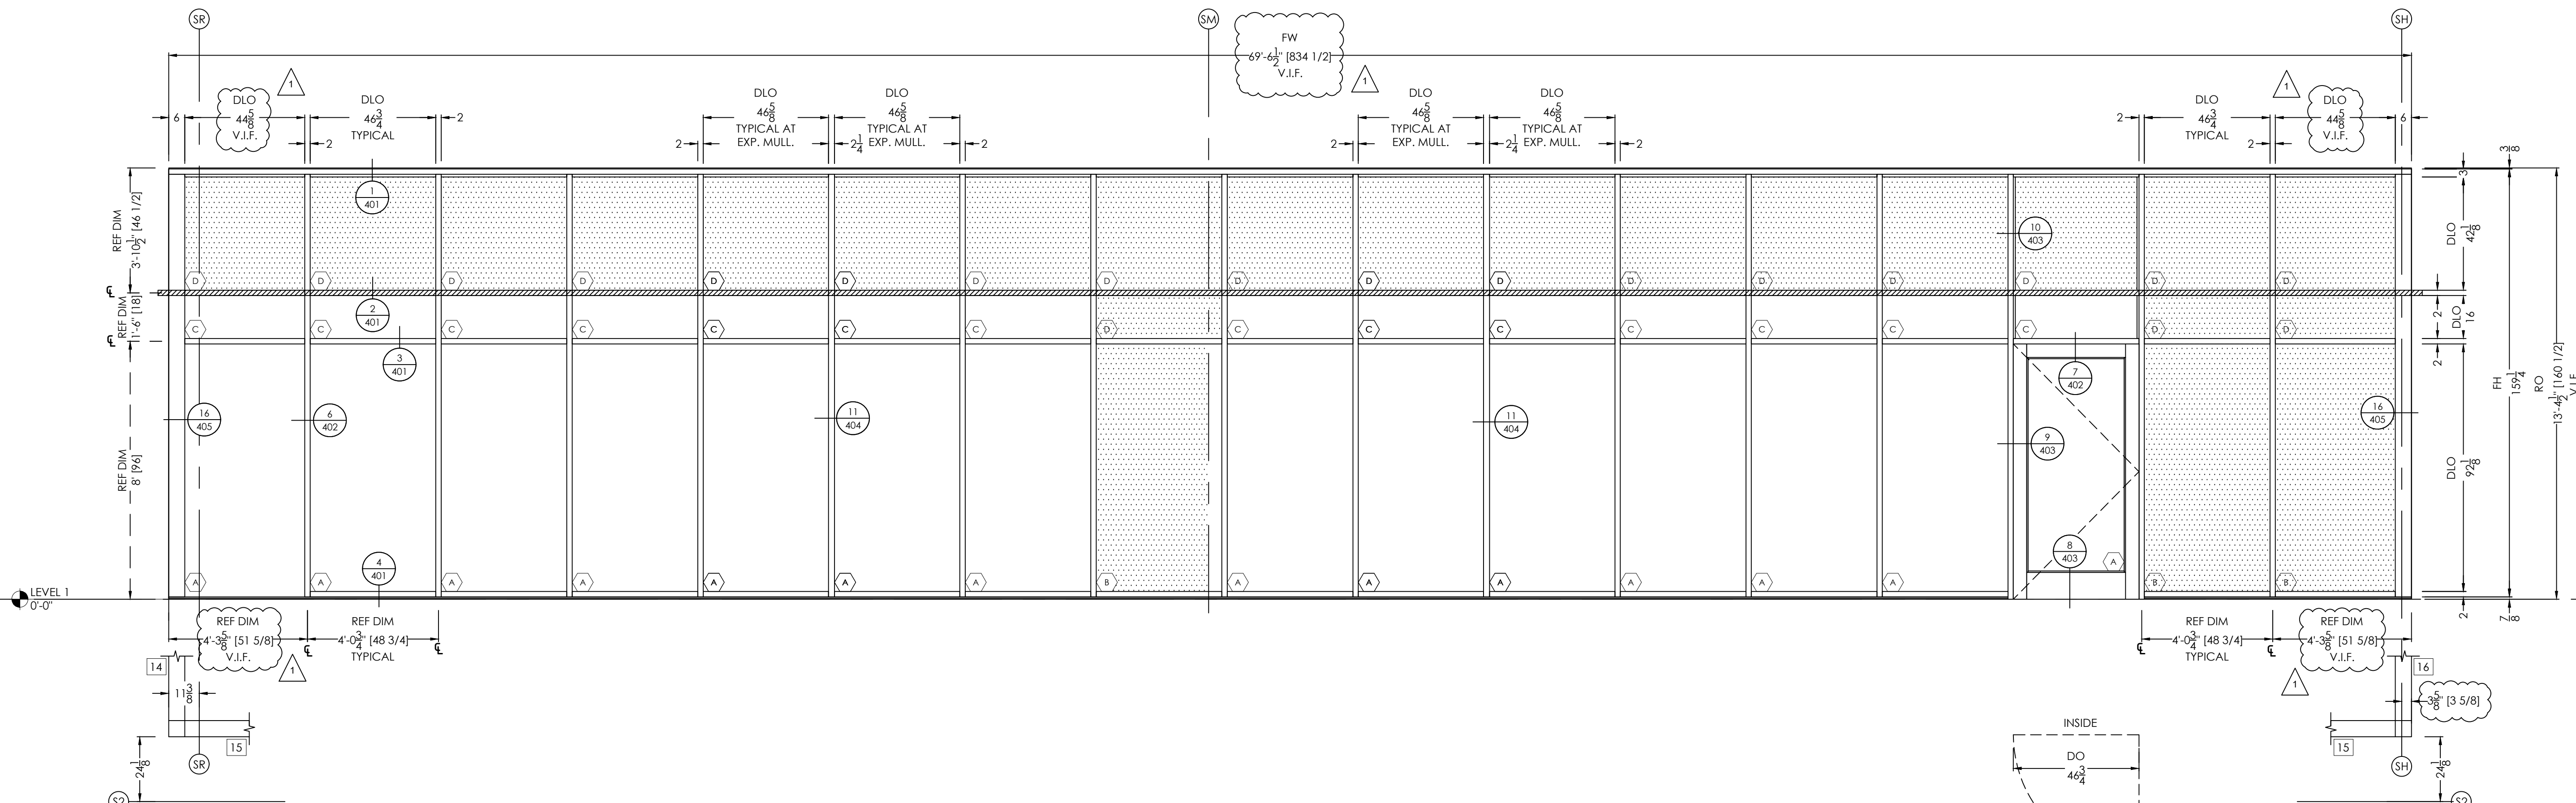 SR
SM
SH
FW
69'-6 1/2" [834 1/2]
V.I.F.
1
1
1
DLO
44 5/8
V.I.F.
DLO
46 3/4
TYPICAL
DLO
46 5/8
TYPICAL AT
EXP. MULL.
DLO
46 5/8
TYPICAL AT
EXP. MULL.
DLO
46 5/8
TYPICAL AT
EXP. MULL.
DLO
46 5/8
TYPICAL AT
EXP. MULL.
DLO
46 3/4
TYPICAL
DLO
44 5/8
V.I.F.
6
2
2
2
2 1/4
2
2
2 1/4
2
2
2
6
3/8
REF DIM
3'-10 1/2" [46 1/2]
1
401
10
403
3
DLO
42 1/8
D D D D D D D D D D D D D D D D D
℄
REF DIM
1'-6" [18]
2
401
2
DLO
16
C C C C C C C D C C C C C C C D D
℄
3
401
7
402
2
FH
159 1/4
RO
13'-4 1/2" [160 1/2]
V.I.F.
REF DIM
8' [96]
16
405
6
402
11
404
11
404
9
403
16
405
DLO
92 1/8
4
401
8
403
A A A A A A A B A A A A A A A B B
LEVEL 1
0'-0"
2
7/8
REF DIM
4'-3 5/8" [51 5/8]
V.I.F.
REF DIM
4'-0 3/4" [48 3/4]
TYPICAL
REF DIM
4'-0 3/4" [48 3/4]
TYPICAL
REF DIM
4'-3 5/8" [51 5/8]
V.I.F.
℄
℄
℄
℄
1
1
14
16
11 3/8
3 5/8" [3 5/8]
15
15
INSIDE
DO
46 3/4
24 1/8
24 1/8
SR
SH
S2
S2